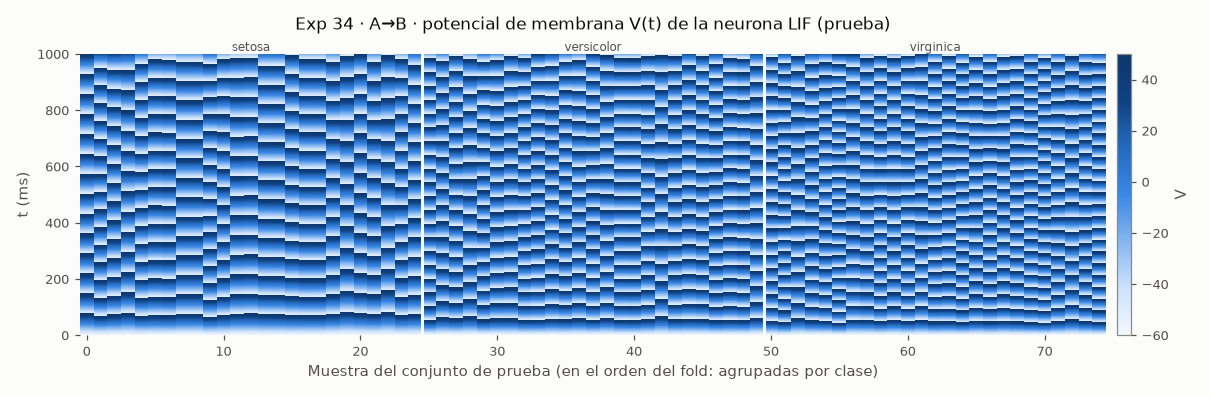 Exp 34 · A→B · potencial de membrana V(t) de la neurona LIF (prueba)
setosa versicolor virginica
1000
800
600
400
200
0
t (ms)
0 10 20 30 40 50 60 70
Muestra del conjunto de prueba (en el orden del fold: agrupadas por clase)
40
20
0
−20
−40
−60
V